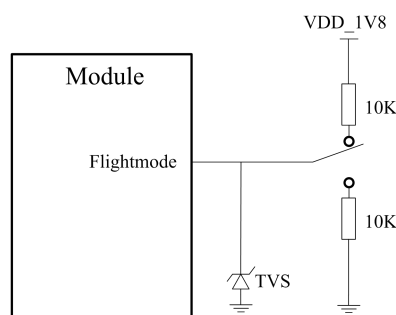 VDD_1V8
Module
10K
Flightmode
10K
TVS